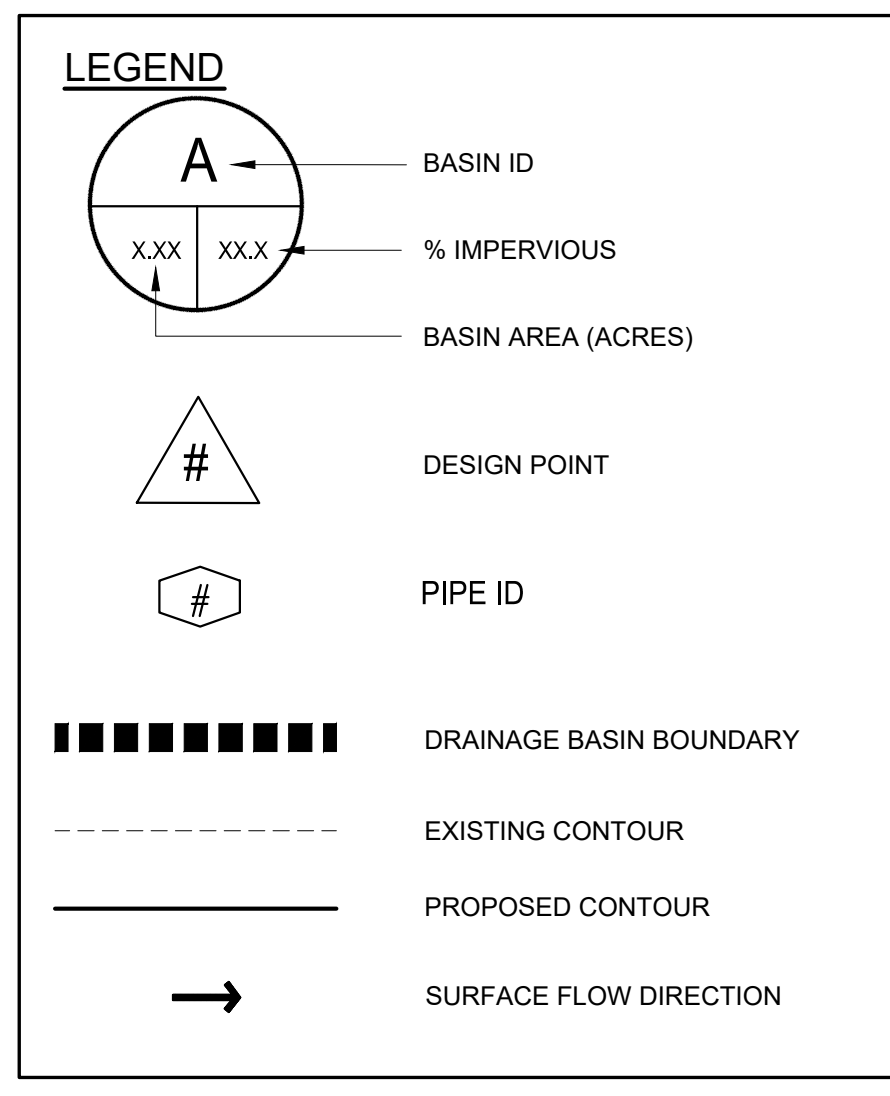 LEGEND
A
BASIN ID
X.XX
XX.X
% IMPERVIOUS
BASIN AREA (ACRES)
#
DESIGN POINT
#
PIPE ID
DRAINAGE BASIN BOUNDARY
EXISTING CONTOUR
PROPOSED CONTOUR
SURFACE FLOW DIRECTION